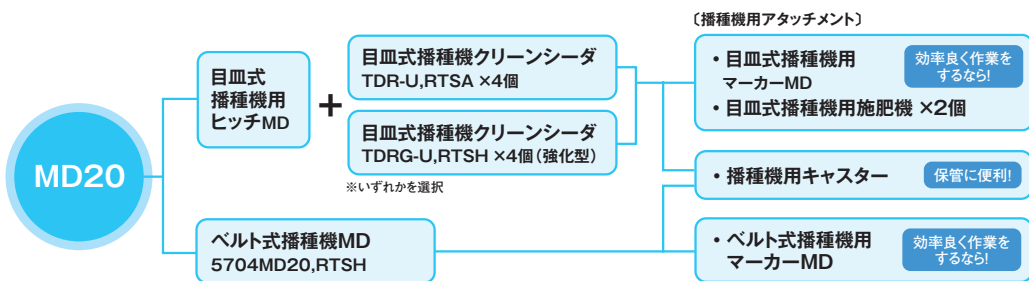 MD20
目皿式
播種機用
ヒッチMD
+
目皿式播種機クリーンシーダ
TDR-U,RTSA ×4個
目皿式播種機クリーンシーダ
TDRG-U,RTSH ×4個(強化型)
※いずれかを選択
ベルト式播種機MD
5704MD20,RTSH
〔播種機用アタッチメント〕
・目皿式播種機用
マーカーMD
効率良く作業を
するなら!
・目皿式播種機用施肥機 ×2個
・播種機用キャスター
保管に便利!
・ベルト式播種機用
マーカーMD
効率良く作業を
するなら!